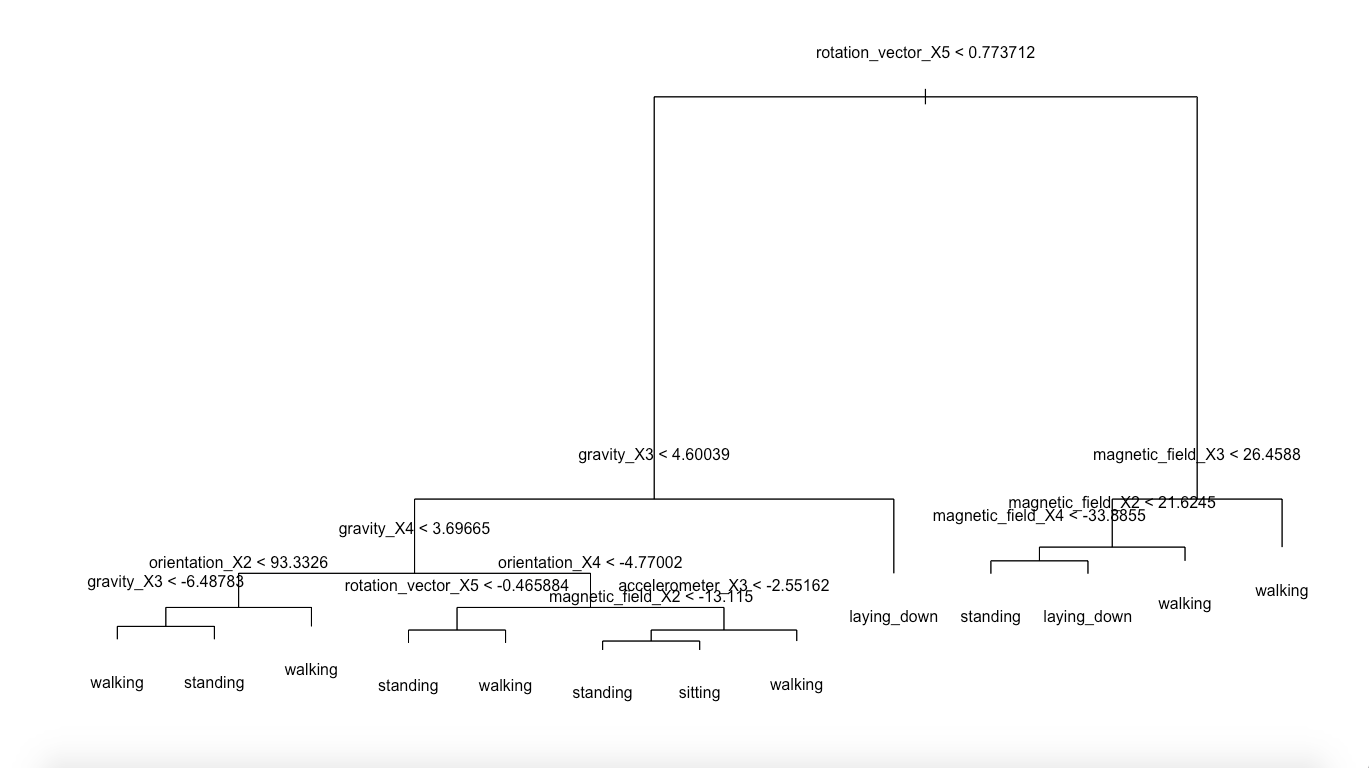 rotation_vector_X5 < 0.773712
gravity_X3 < 4.60039
magnetic_field_X3 < 26.4588
magnetic_field_X2 < 21.6245
magnetic_field_X4 < -33.8855
gravity_X4 < 3.69665
orientation_X2 < 93.3326
orientation_X4 < -4.77002
gravity_X3 < -6.48783
rotation_vector_X5 < -0.465884
accelerometer_X3 < -2.55162
magnetic_field_X2 < -13.115
walking
walking
laying_down
standing
laying_down
walking
walking
standing
standing
walking
walking
standing
sitting